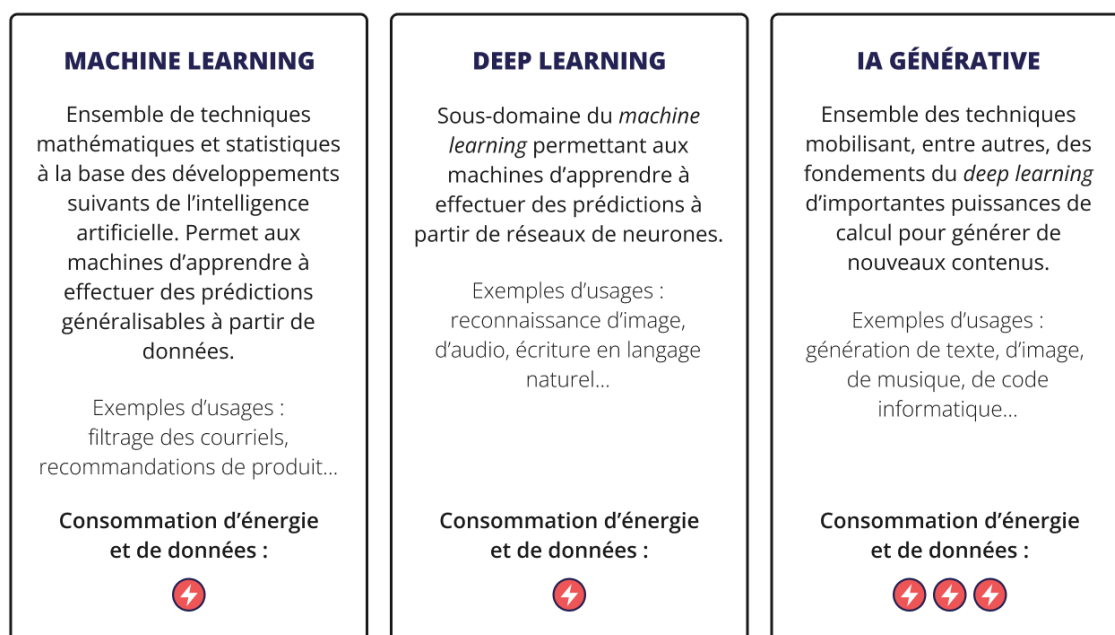 MACHINE LEARNING
Ensemble de techniques
mathématiques et statistiques
à la base des développements
suivants de l’intelligence
artificielle. Permet aux
machines d’apprendre à
effectuer des prédictions
généralisables à partir de
données.
Exemples d’usages :
filtrage des courriels,
recommandations de produit…
Consommation d’énergie
et de données :
DEEP LEARNING
Sous-domaine du machine
learning permettant aux
machines d’apprendre à
effectuer des prédictions à
partir de réseaux de neurones.
Exemples d’usages :
reconnaissance d’image,
d’audio, écriture en langage
naturel…
Consommation d’énergie
et de données :
IA GÉNÉRATIVE
Ensemble des techniques
mobilisant, entre autres, des
fondements du deep learning
d’importantes puissances de
calcul pour générer de
nouveaux contenus.
Exemples d’usages :
génération de texte, d’image,
de musique, de code
informatique…
Consommation d’énergie
et de données :